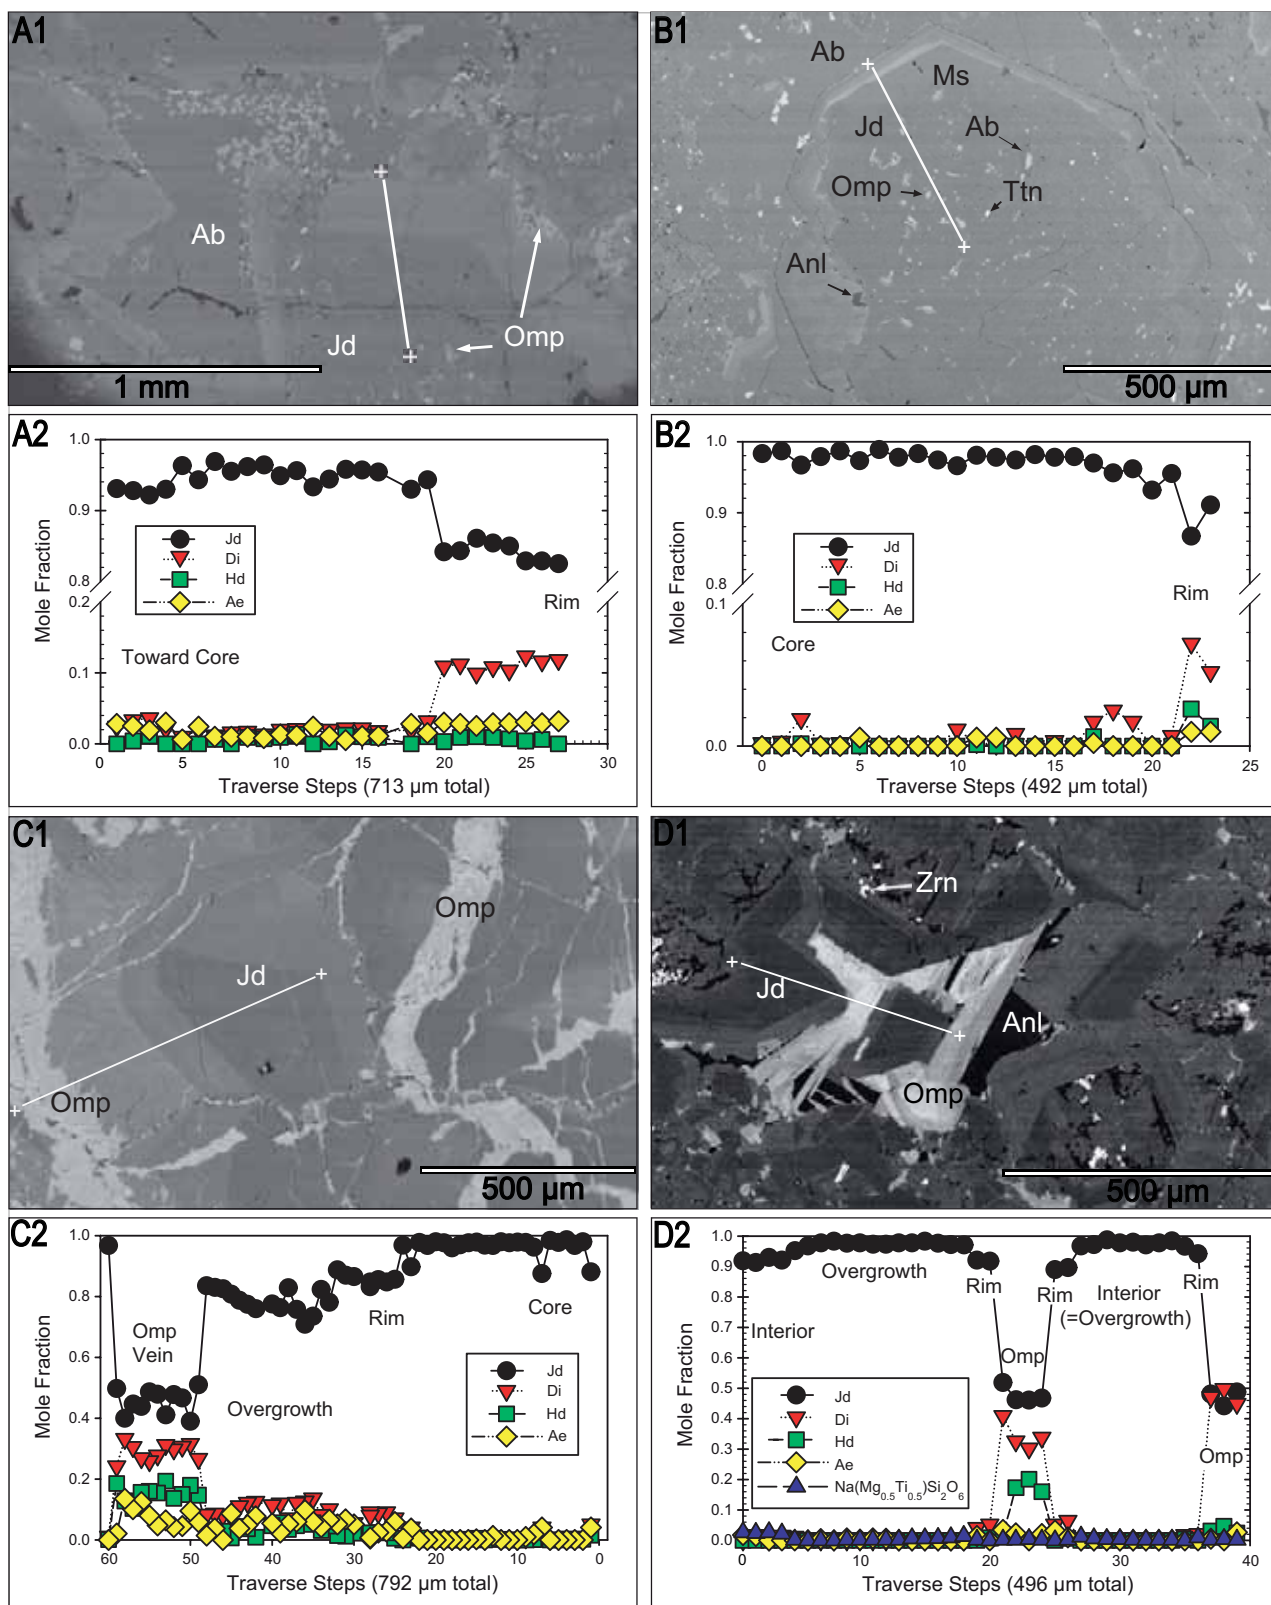 A1
Ab
Jd
Omp
1 mm
B1
Ab
Ms
Jd
Ab
Omp
Ttn
Anl
500 µm
A2
1.0
0.9
0.8
0.2
0.1
0.0
Mole Fraction
Jd
Di
Hd
Ae
Toward Core
Rim
0 5 10 15 20 25 30
Traverse Steps (713 µm total)
B2
1.0
0.9
0.8
0.1
0.0
Mole Fraction
Jd
Di
Hd
Ae
Core
Rim
0 5 10 15 20 25
Traverse Steps (492 µm total)
C1
Omp
Jd
Omp
500 µm
D1
Zrn
Jd
Anl
Omp
500 µm
C2
1.0
0.8
0.6
0.4
0.2
0.0
Mole Fraction
Omp
Vein
Overgrowth
Rim
Core
Jd
Di
Hd
Ae
60 50 40 30 20 10 0
Traverse Steps (792 µm total)
D2
1.0
0.9
0.8
0.7
0.6
0.5
0.4
0.3
0.2
0.1
0.0
Mole Fraction
Overgrowth
Interior
Rim
Omp
Rim
Interior
(=Overgrowth)
Rim
Omp
Jd
Di
Hd
Ae
Na(Mg0.5Ti0.5)Si2O6
0 10 20 30 40
Traverse Steps (496 µm total)